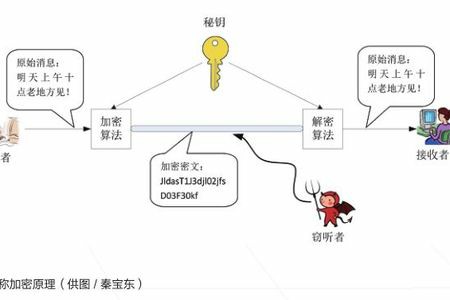 秘钥
原始消息：
明天上午十
点老地方见！
原始消息：
明天上午十
点老地方见！
加密
算法
解密
算法
者
接收者
加密密文：
JIdasT1J3djl02jfs
D03F30kf
窃听者
称加密原理（供图 / 秦宝东）